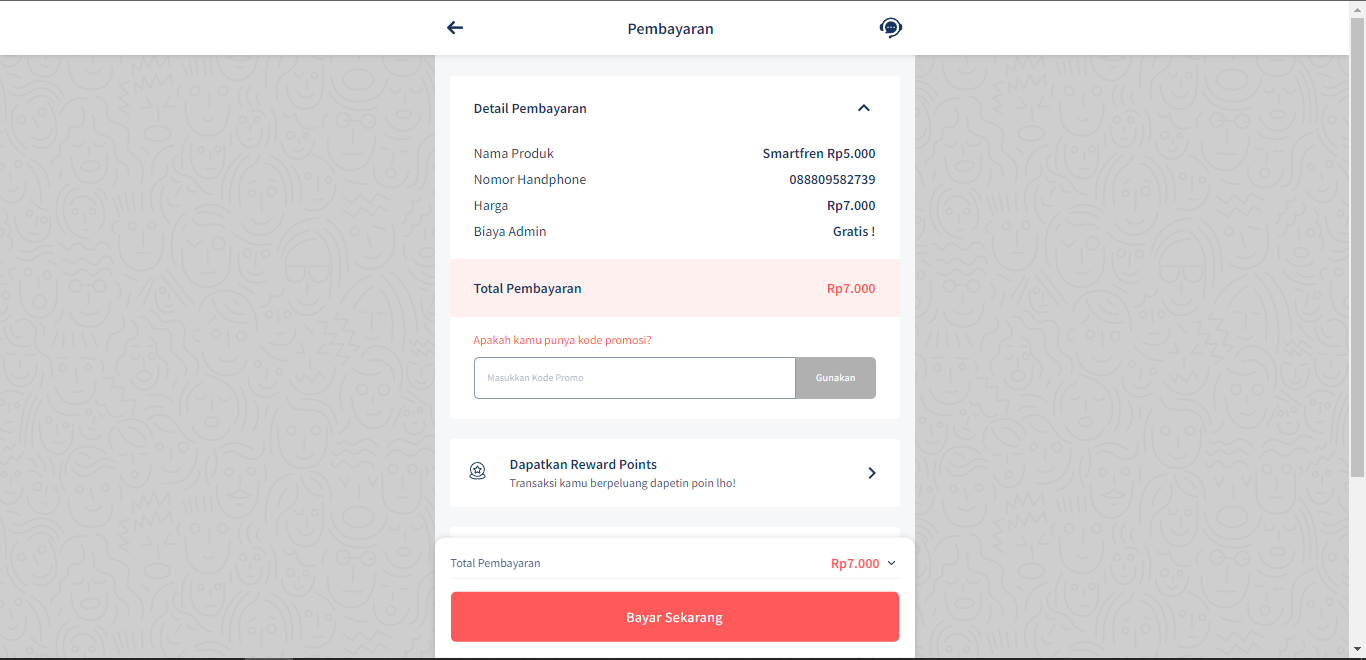 Pembayaran
Detail Pembayaran
Nama Produk Smartfren Rp5.000
Nomor Handphone 088809582739
Harga Rp7.000
Biaya Admin Gratis !
Total Pembayaran Rp7.000
Apakah kamu punya kode promosi?
Masukkan Kode Promo Gunakan
Dapatkan Reward Points
Transaksi kamu berpeluang dapetin poin lho!
Total Pembayaran Rp7.000
Bayar Sekarang